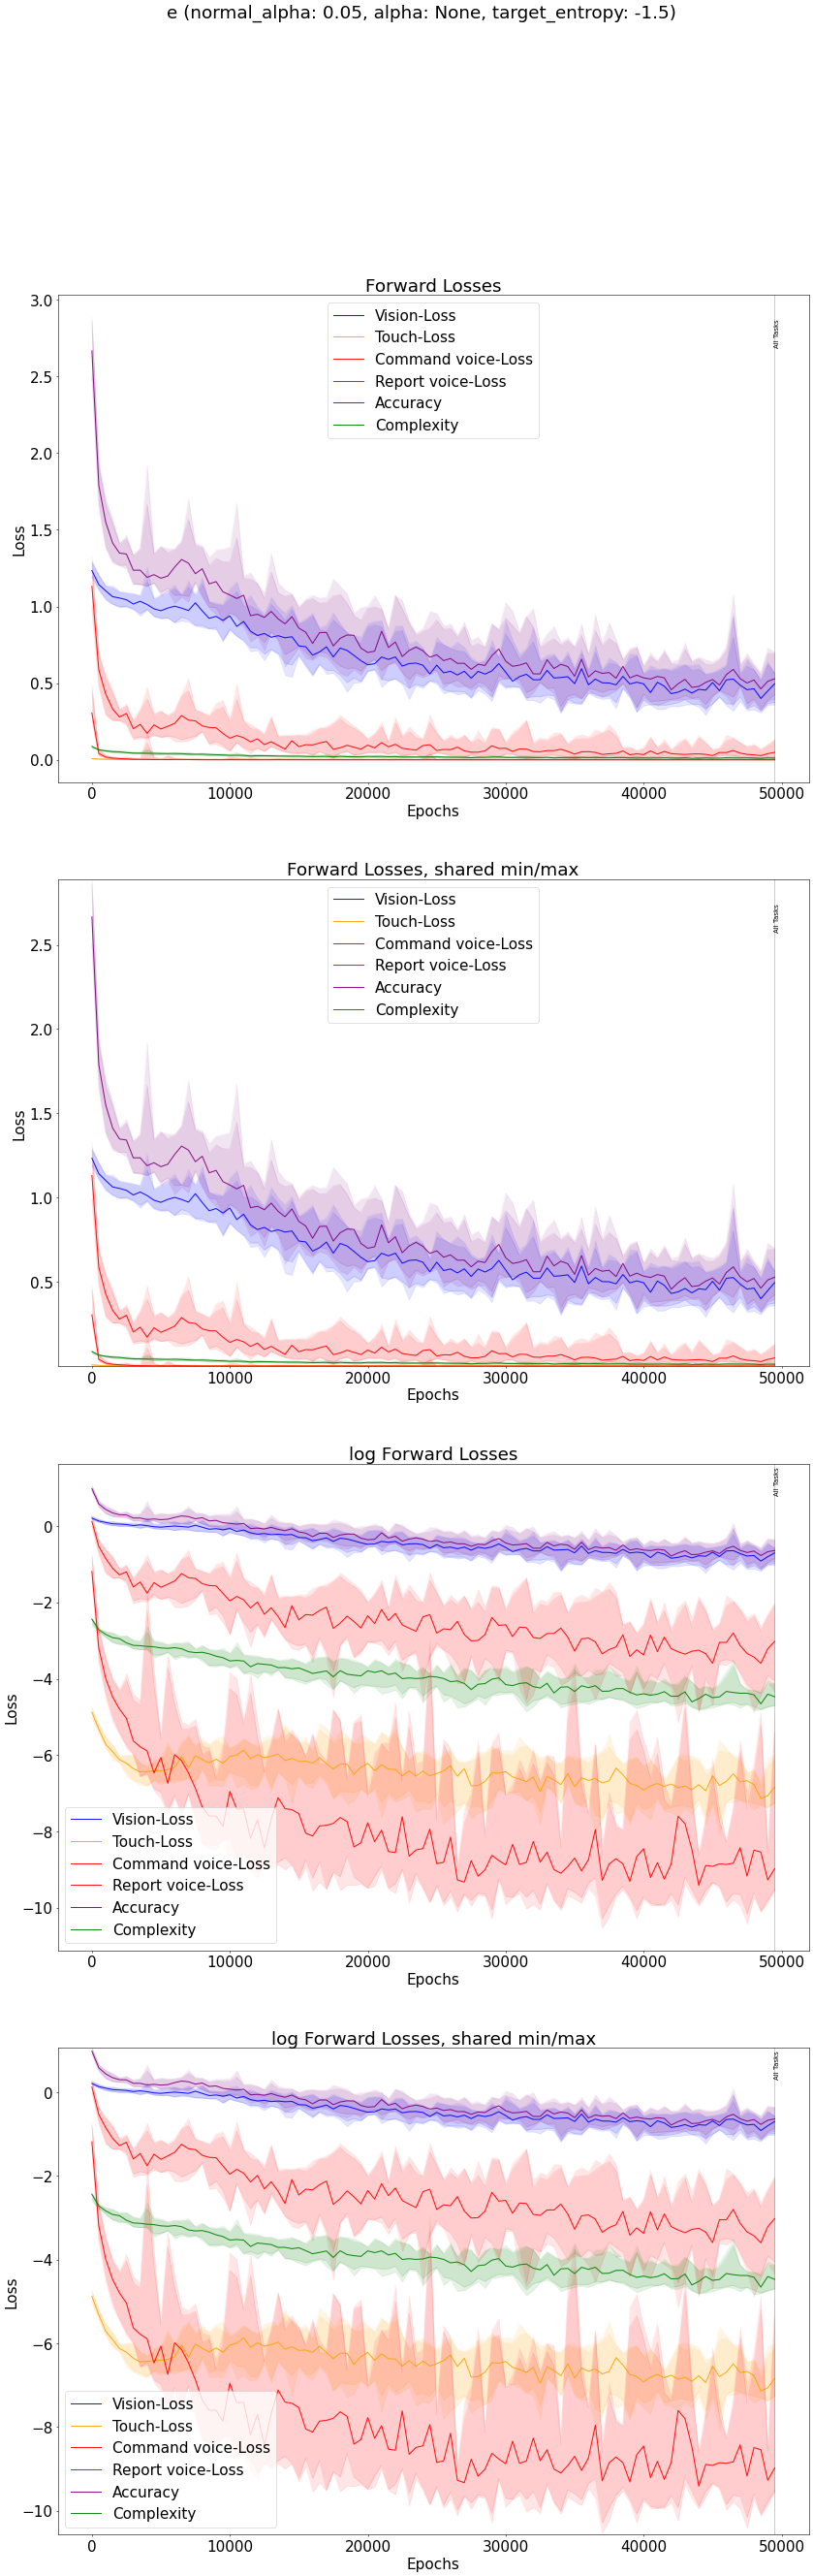 e (normal_alpha: 0.05, alpha: None, target_entropy: -1.5)
Forward Losses
3.0
2.5
2.0
1.5
1.0
0.5
0.0
Loss
Vision-Loss
Touch-Loss
Command voice-Loss
Report voice-Loss
Accuracy
Complexity
All Tasks
0 10000 20000 30000 40000 50000
Epochs
Forward Losses, shared min/max
2.5
2.0
1.5
1.0
0.5
Loss
Vision-Loss
Touch-Loss
Command voice-Loss
Report voice-Loss
Accuracy
Complexity
All Tasks
0 10000 20000 30000 40000 50000
Epochs
log Forward Losses
0
−2
−4
−6
−8
−10
Loss
All Tasks
Vision-Loss
Touch-Loss
Command voice-Loss
Report voice-Loss
Accuracy
Complexity
0 10000 20000 30000 40000 50000
Epochs
log Forward Losses, shared min/max
0
−2
−4
−6
−8
−10
Loss
All Tasks
Vision-Loss
Touch-Loss
Command voice-Loss
Report voice-Loss
Accuracy
Complexity
0 10000 20000 30000 40000 50000
Epochs